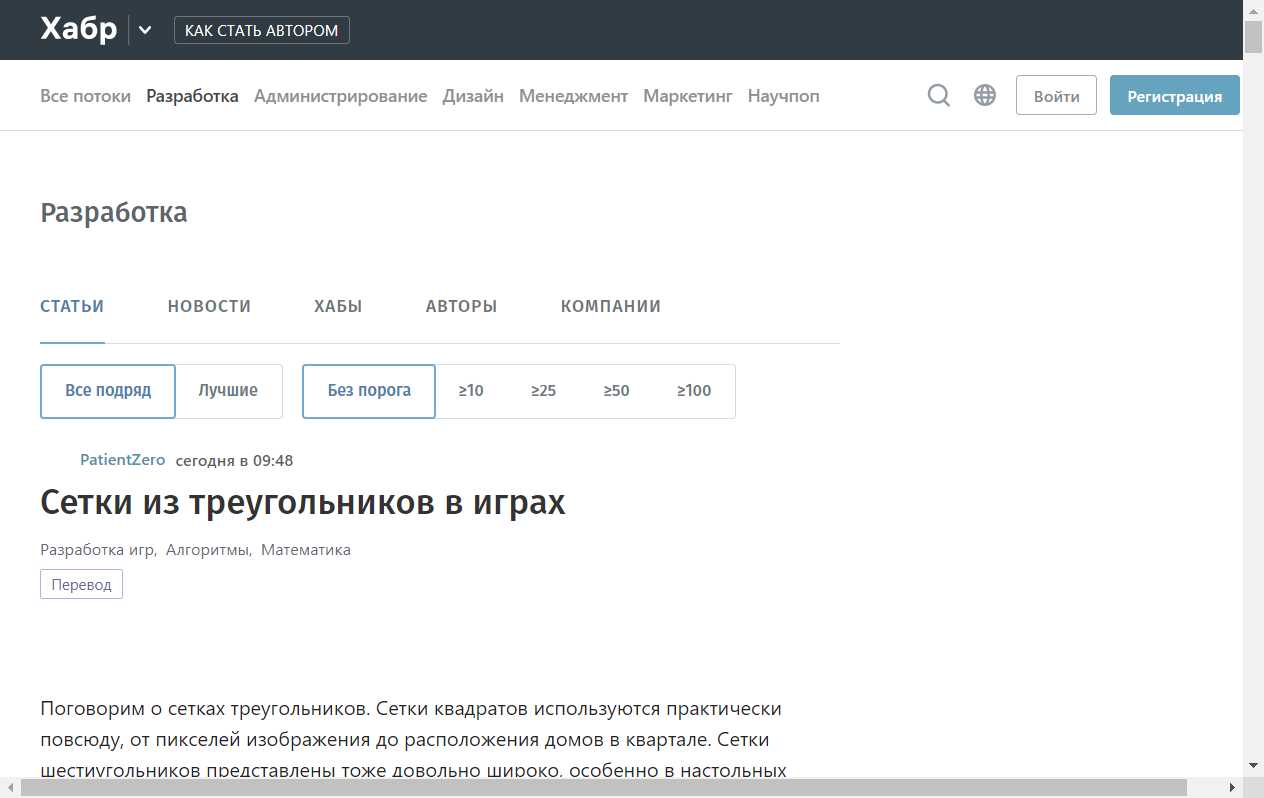 Хабр КАК СТАТЬ АВТОРОМ
Все потоки Разработка Администрирование Дизайн Менеджмент Маркетинг Научпоп Войти Регистрация
Разработка
СТАТЬИ НОВОСТИ ХАБЫ АВТОРЫ КОМПАНИИ
Все подряд Лучшие Без порога ≥10 ≥25 ≥50 ≥100
PatientZero сегодня в 09:48
Сетки из треугольников в играх
Разработка игр, Алгоритмы, Математика
Перевод
Поговорим о сетках треугольников. Сетки квадратов используются практически
повсюду, от пикселей изображения до расположения домов в квартале. Сетки
шестиугольников представлены тоже довольно широко, особенно в настольных